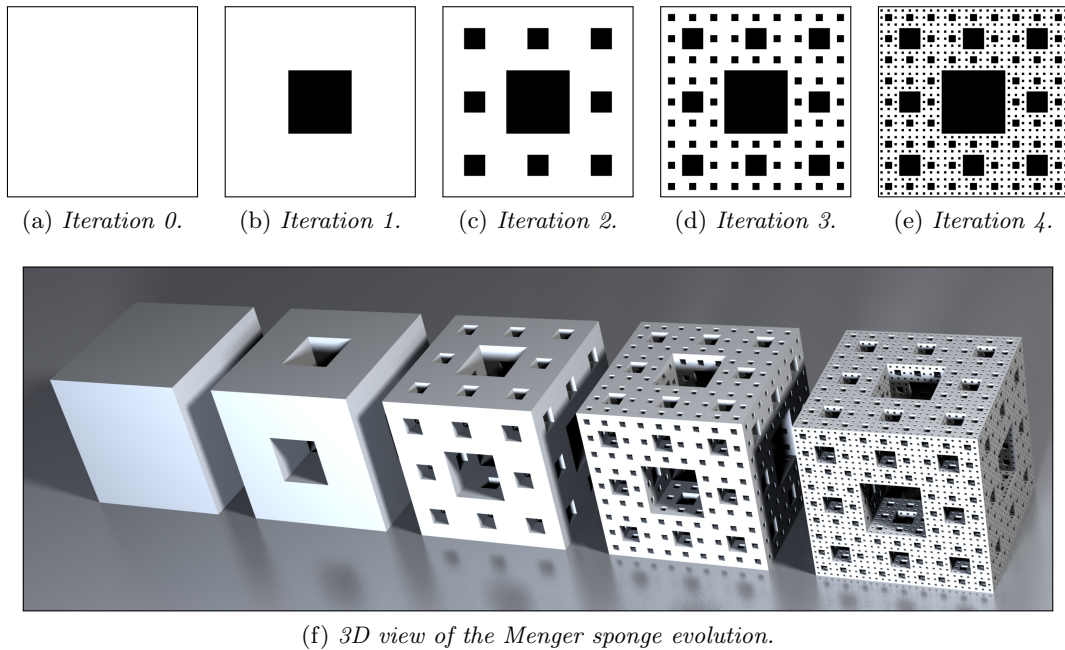 (a) Iteration 0.
(b) Iteration 1.
(c) Iteration 2.
(d) Iteration 3.
(e) Iteration 4.
(f) 3D view of the Menger sponge evolution.